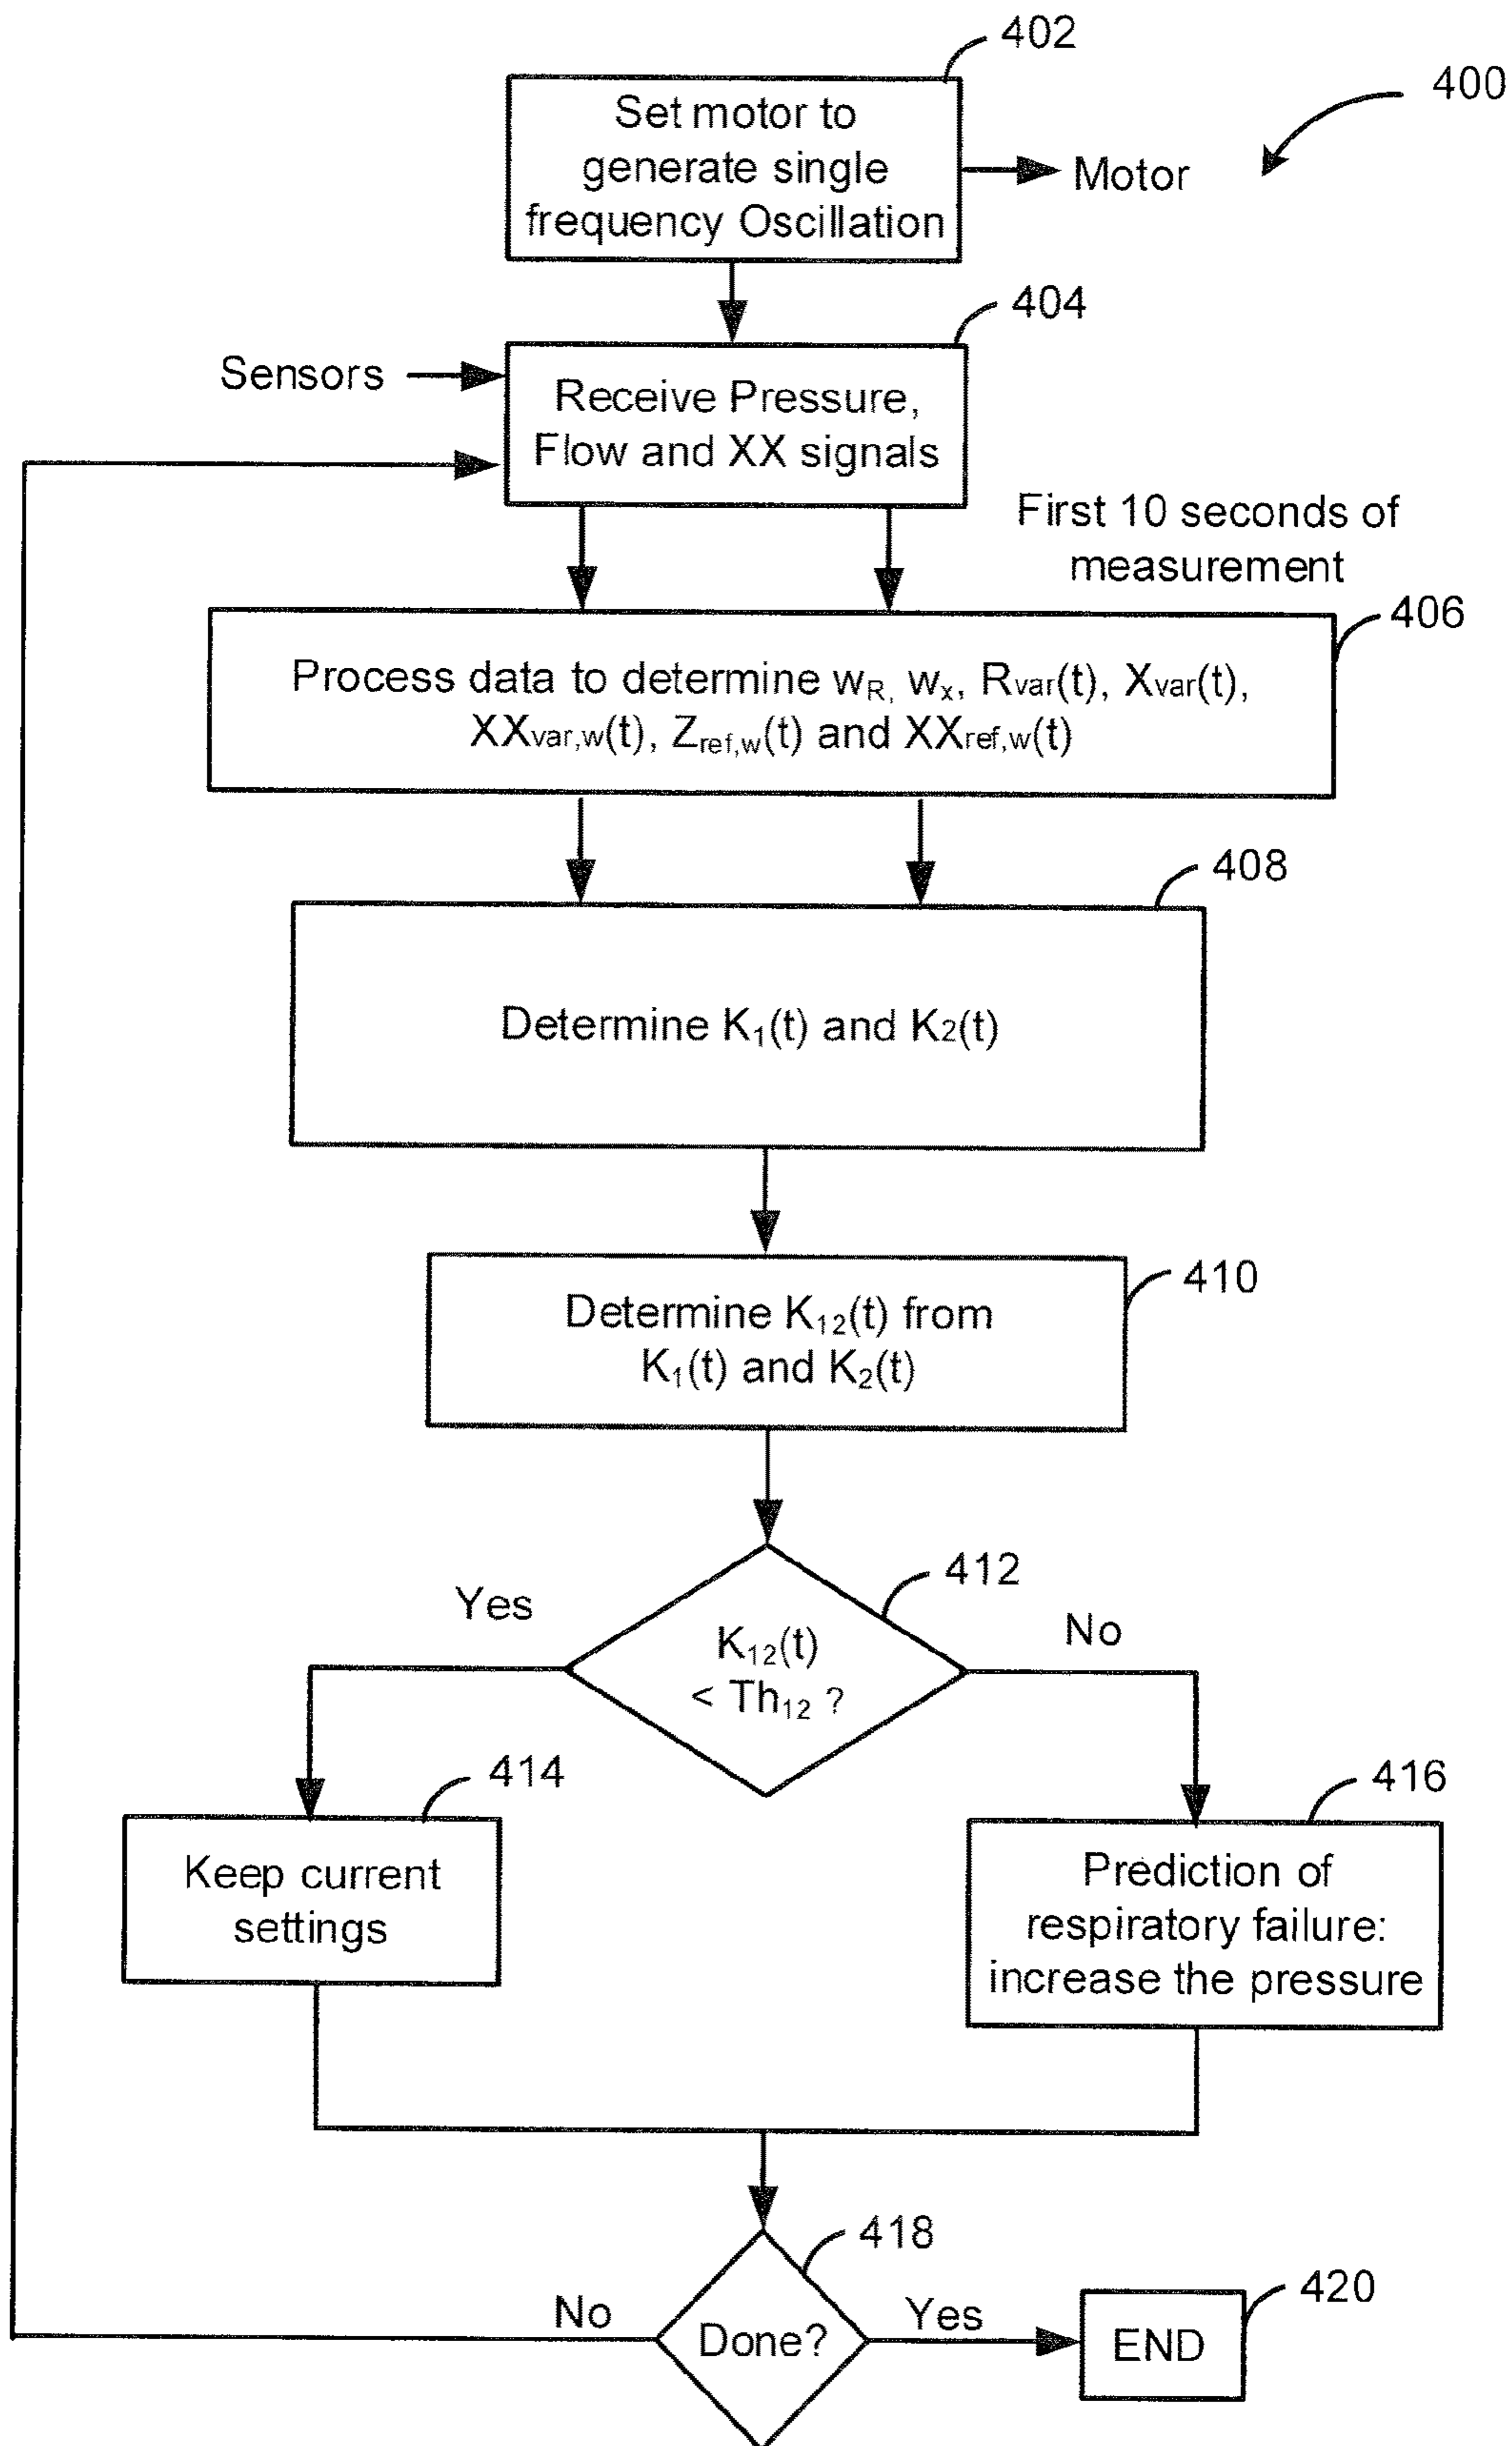 402
400
Set motor to
generate single
frequency Oscillation
Motor
404
Sensors
Receive Pressure,
Flow and XX signals
First 10 seconds of
measurement
406
Process data to determine wR, wx, Rvar(t), Xvar(t),
XXvar,w(t), Zref,w(t) and XXref,w(t)
408
Determine K1(t) and K2(t)
410
Determine K12(t) from
K1(t) and K2(t)
412
Yes
No
K12(t)
< Th12 ?
414
416
Keep current
settings
Prediction of
respiratory failure:
increase the pressure
418
420
No
Done?
Yes
END